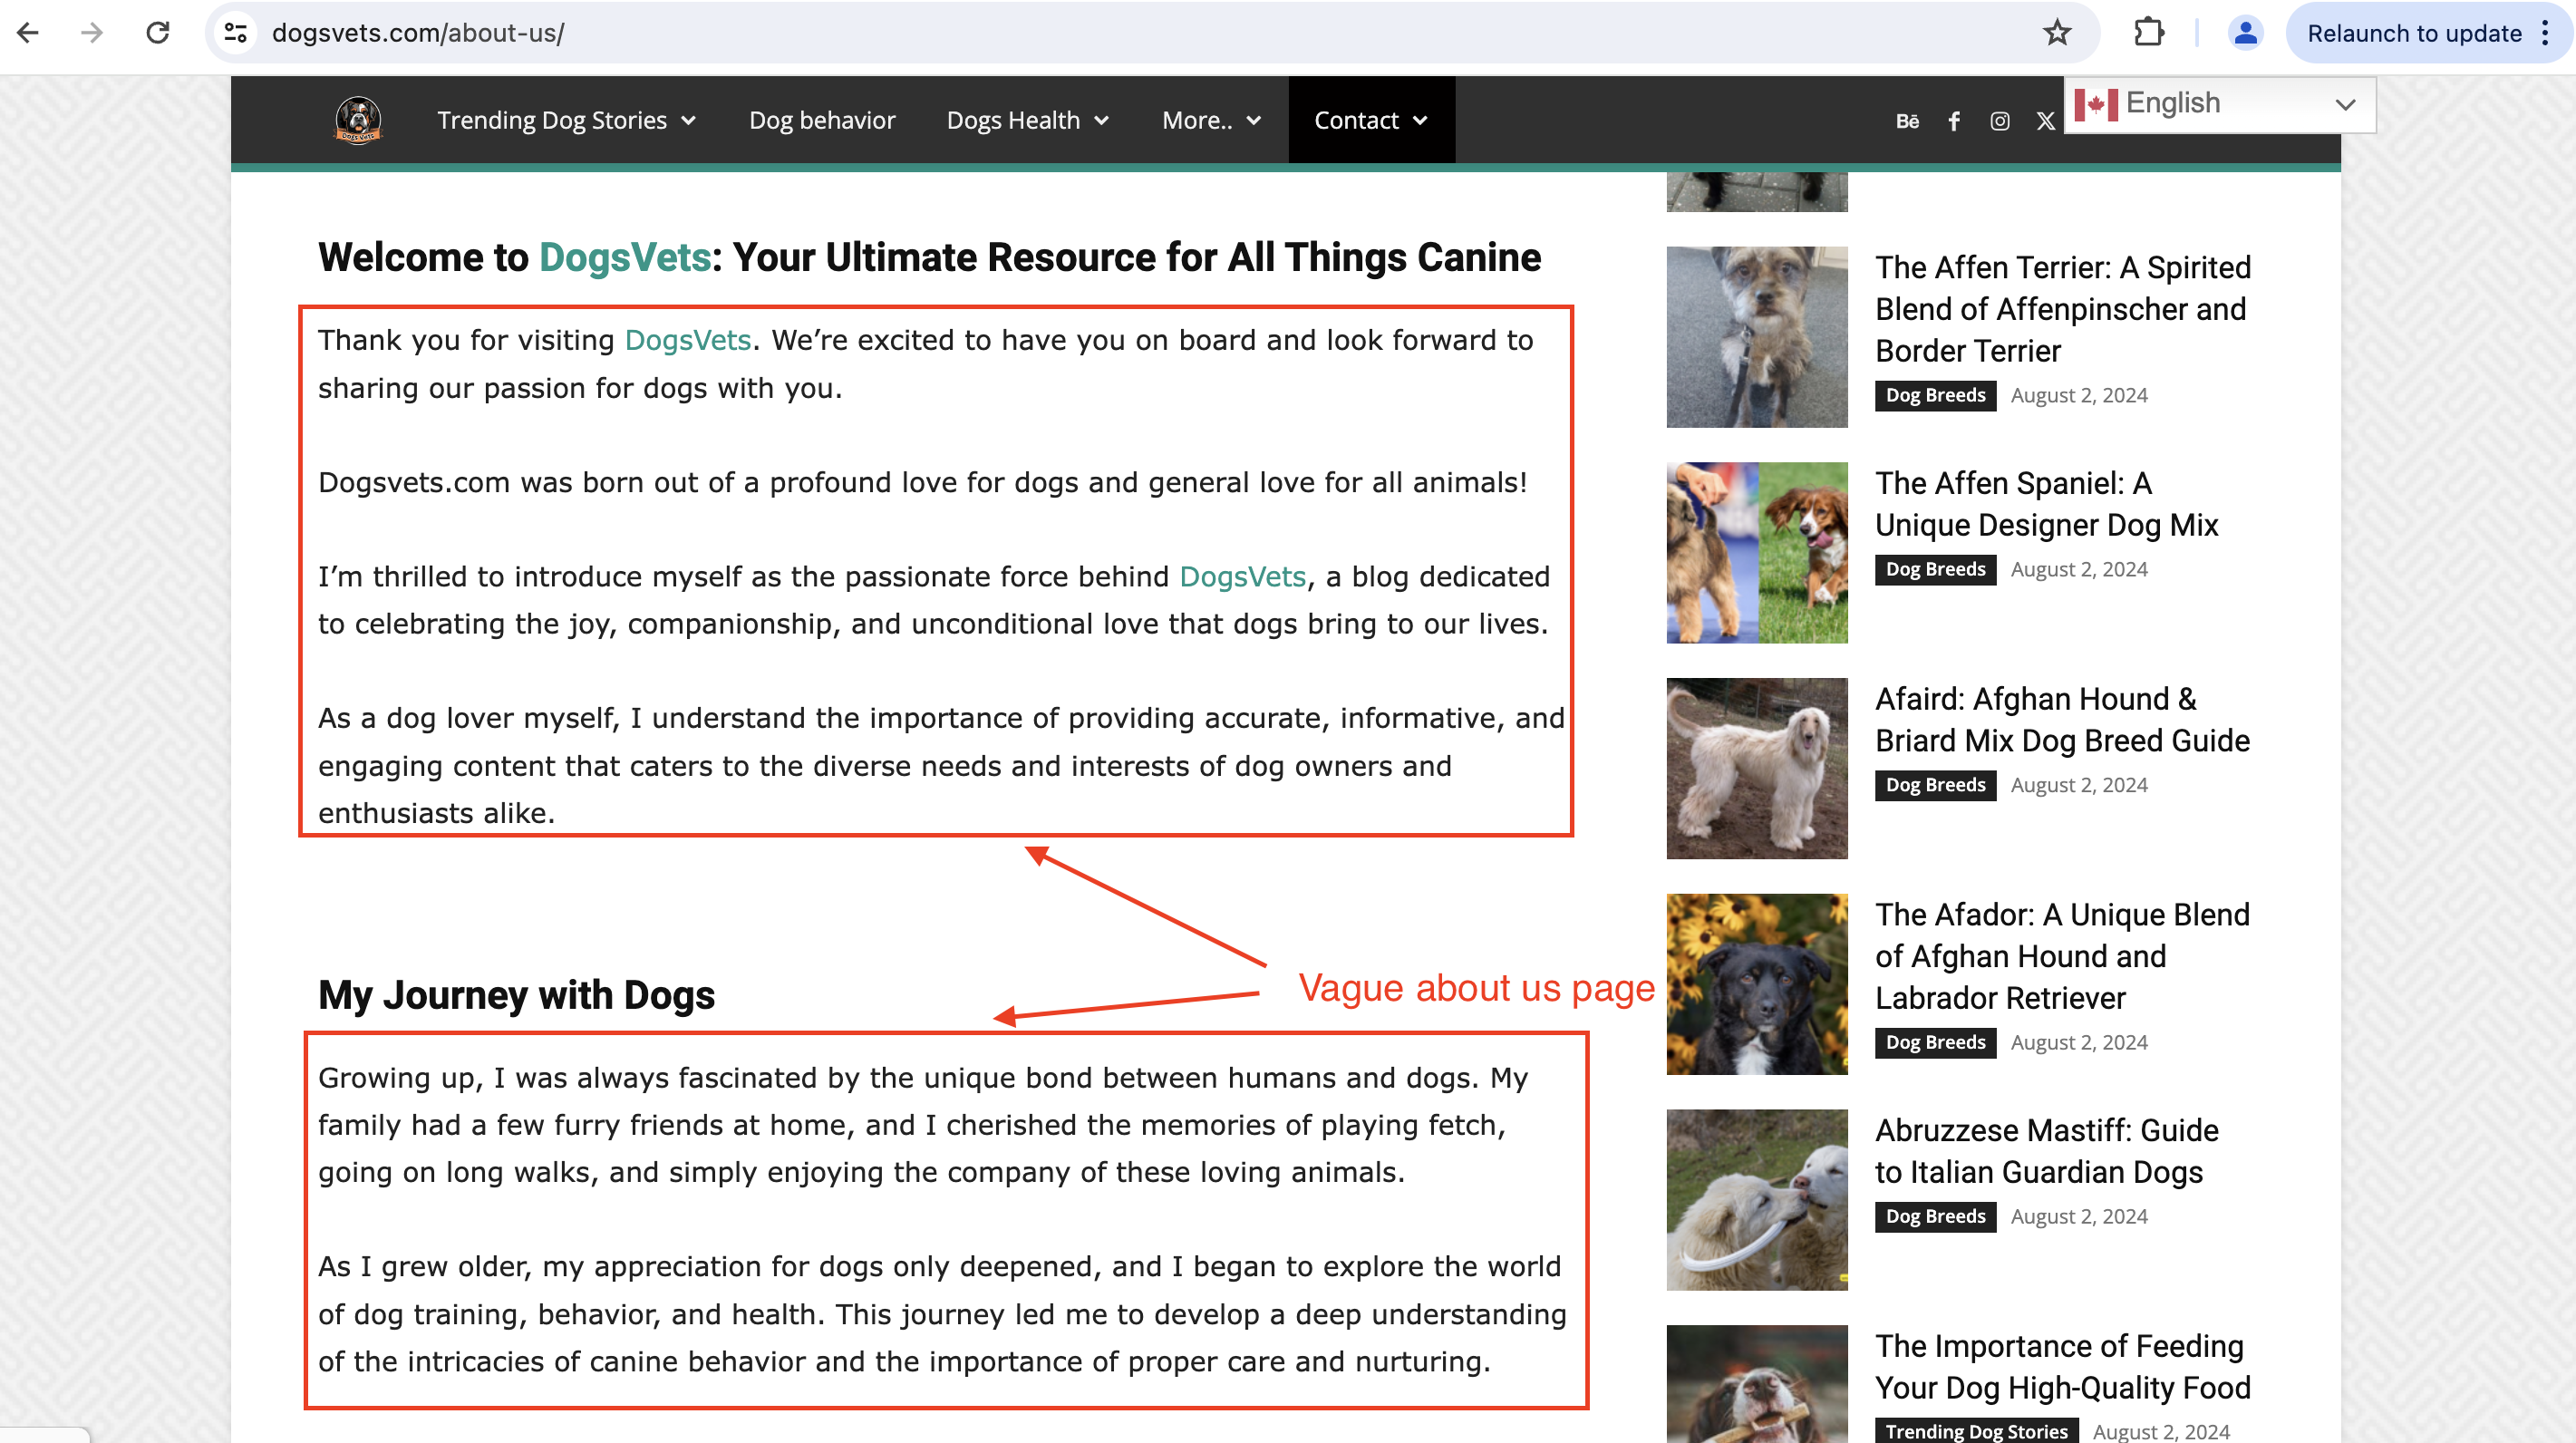 dogsvets.com/about-us/
Relaunch to update
DOGS VETS
Trending Dog Stories
Dog behavior
Dogs Health
More..
Contact
Bē
English
Welcome to DogsVets: Your Ultimate Resource for All Things Canine
Thank you for visiting DogsVets. We’re excited to have you on board and look forward to
sharing our passion for dogs with you.
Dogsvets.com was born out of a profound love for dogs and general love for all animals!
I’m thrilled to introduce myself as the passionate force behind DogsVets, a blog dedicated
to celebrating the joy, companionship, and unconditional love that dogs bring to our lives.
As a dog lover myself, I understand the importance of providing accurate, informative, and
engaging content that caters to the diverse needs and interests of dog owners and
enthusiasts alike.
Vague about us page
My Journey with Dogs
Growing up, I was always fascinated by the unique bond between humans and dogs. My
family had a few furry friends at home, and I cherished the memories of playing fetch,
going on long walks, and simply enjoying the company of these loving animals.
As I grew older, my appreciation for dogs only deepened, and I began to explore the world
of dog training, behavior, and health. This journey led me to develop a deep understanding
of the intricacies of canine behavior and the importance of proper care and nurturing.
The Affen Terrier: A Spirited
Blend of Affenpinscher and
Border Terrier
Dog Breeds August 2, 2024
The Affen Spaniel: A
Unique Designer Dog Mix
Dog Breeds August 2, 2024
Afaird: Afghan Hound &
Briard Mix Dog Breed Guide
Dog Breeds August 2, 2024
The Afador: A Unique Blend
of Afghan Hound and
Labrador Retriever
Dog Breeds August 2, 2024
Abruzzese Mastiff: Guide
to Italian Guardian Dogs
Dog Breeds August 2, 2024
The Importance of Feeding
Your Dog High-Quality Food
Trending Dog Stories August 2, 2024